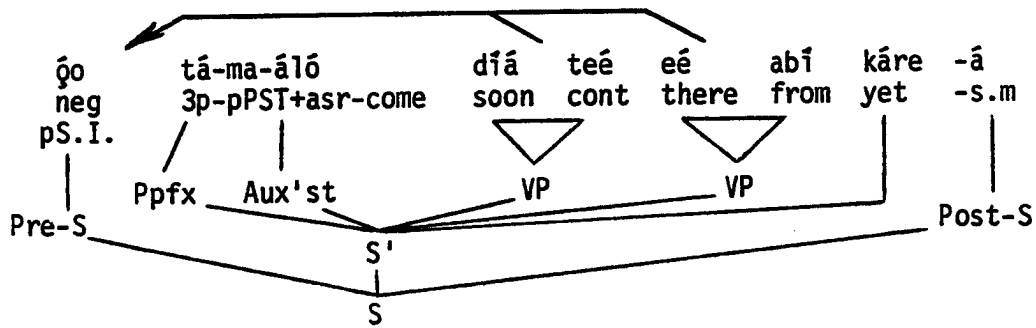 ọ́o tá-ma-áló díá teé eé abí káre -á
neg 3p-pPST+asr-come soon cont there from yet -s.m
pS.I.
Ppfx Aux'st VP VP
Pre-S Post-S
S'
S